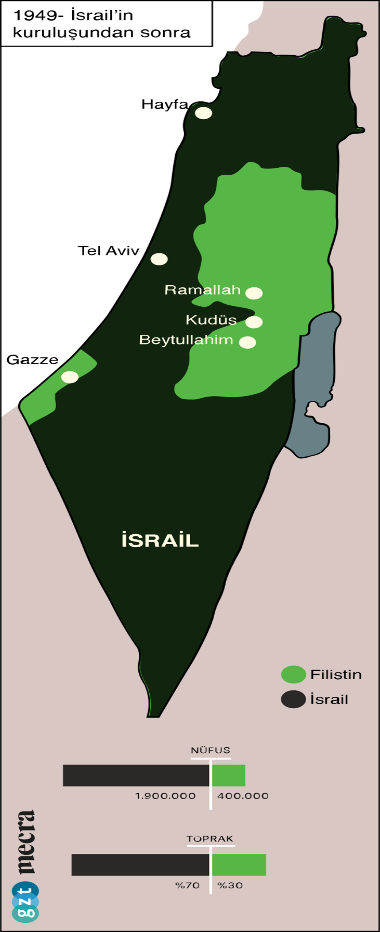 1949- İsrail'in
kuruluşundan sonra
Hayfa
Tel Aviv
Ramallah
Kudüs
Beytullahim
Gazze
İSRAİL
Filistin
İsrail
NÜFUS
1.900.000 400.000
TOPRAK
%70 %30
gzt mecra